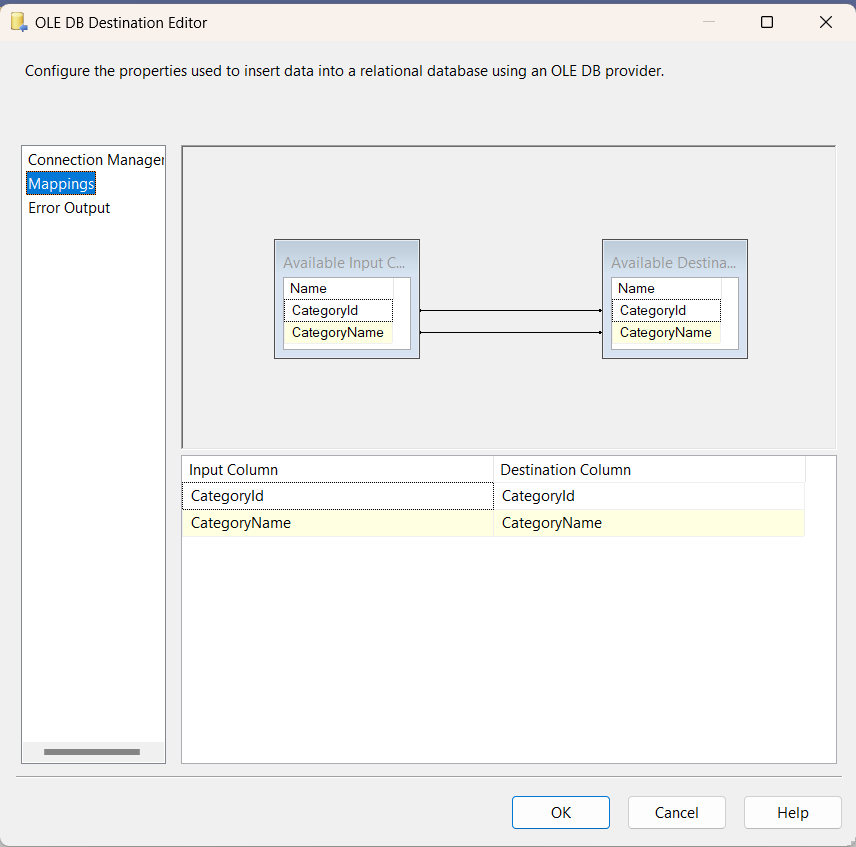 OLE DB Destination Editor
Configure the properties used to insert data into a relational database using an OLE DB provider.
Connection Manager
Mappings
Error Output
Available Input C...
Name
CategoryId
CategoryName
Available Destina...
Name
CategoryId
CategoryName
Input Column Destination Column
CategoryId CategoryId
CategoryName CategoryName
OK Cancel Help